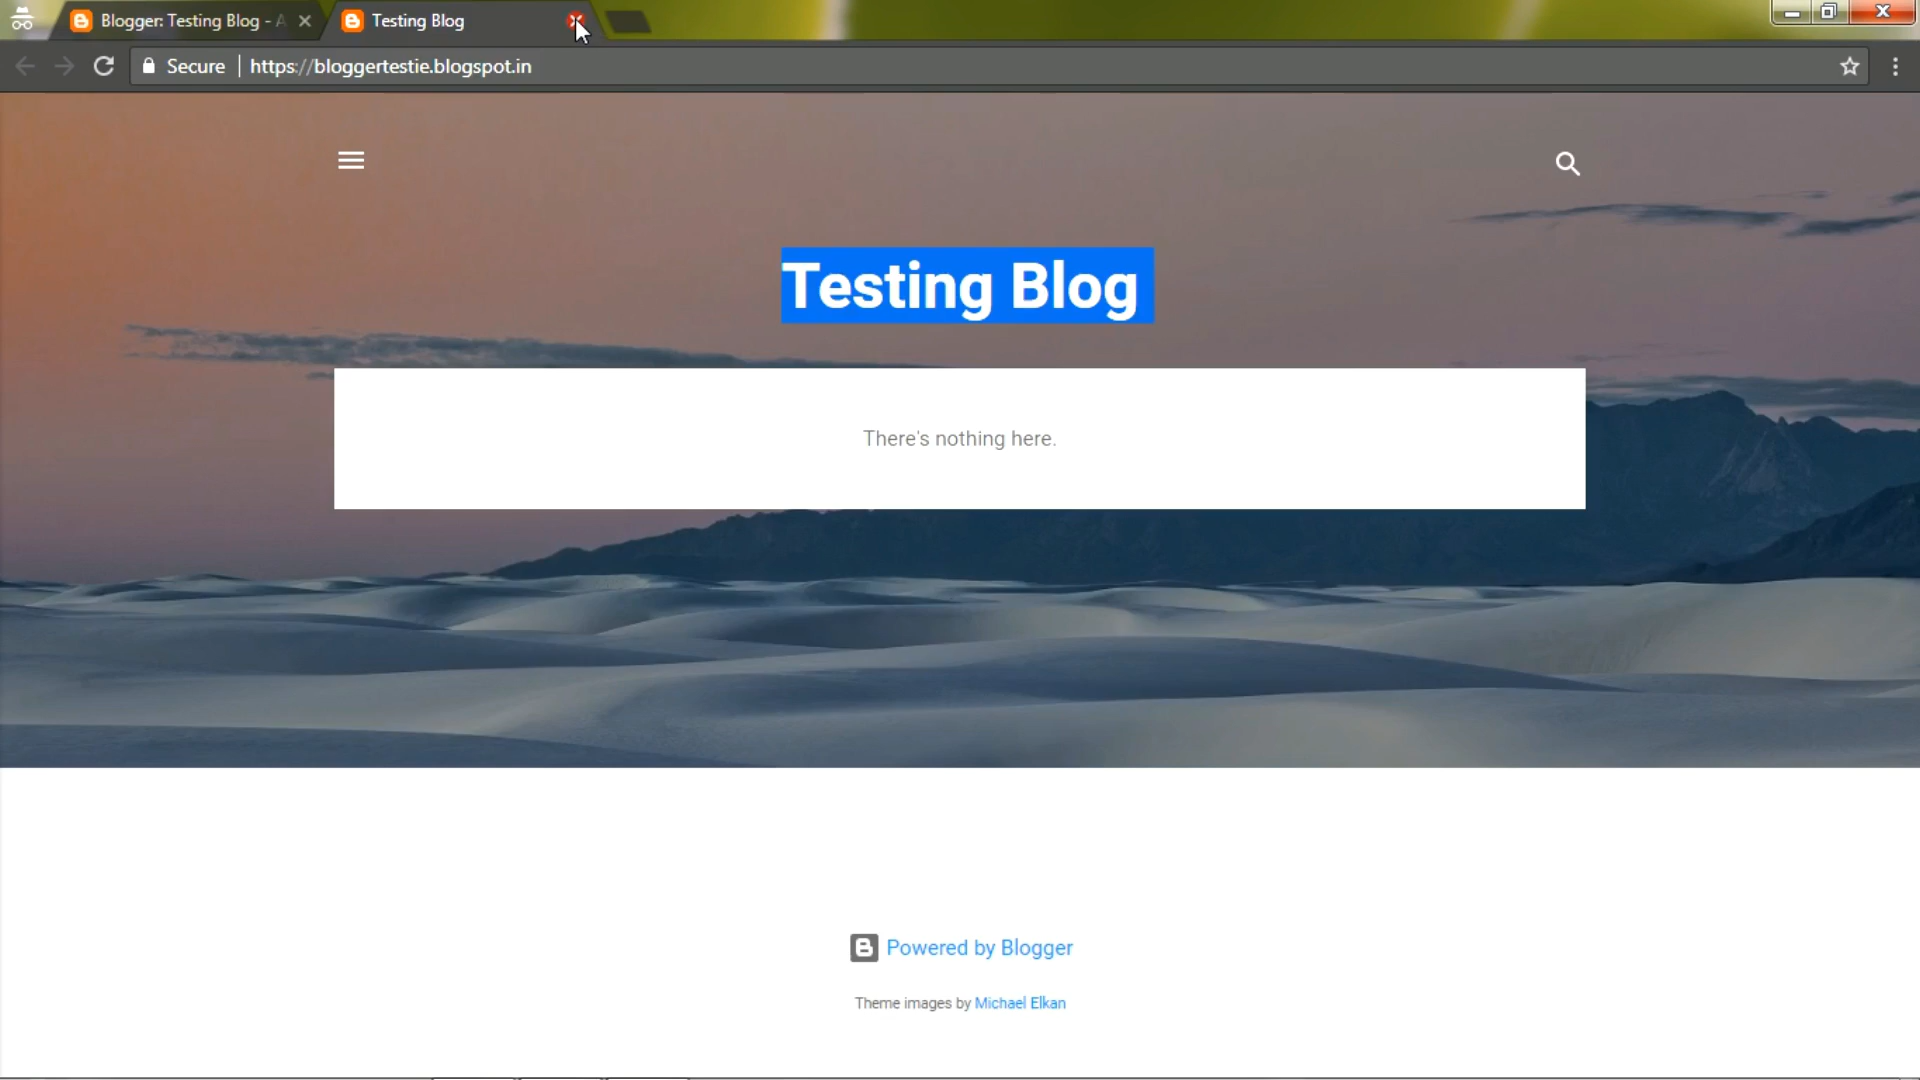 Blogger: Testing Blog - A
Testing Blog
Secure
https://bloggertestie.blogspot.in
Testing Blog
There's nothing here.
Powered by Blogger
Theme images by Michael Elkan